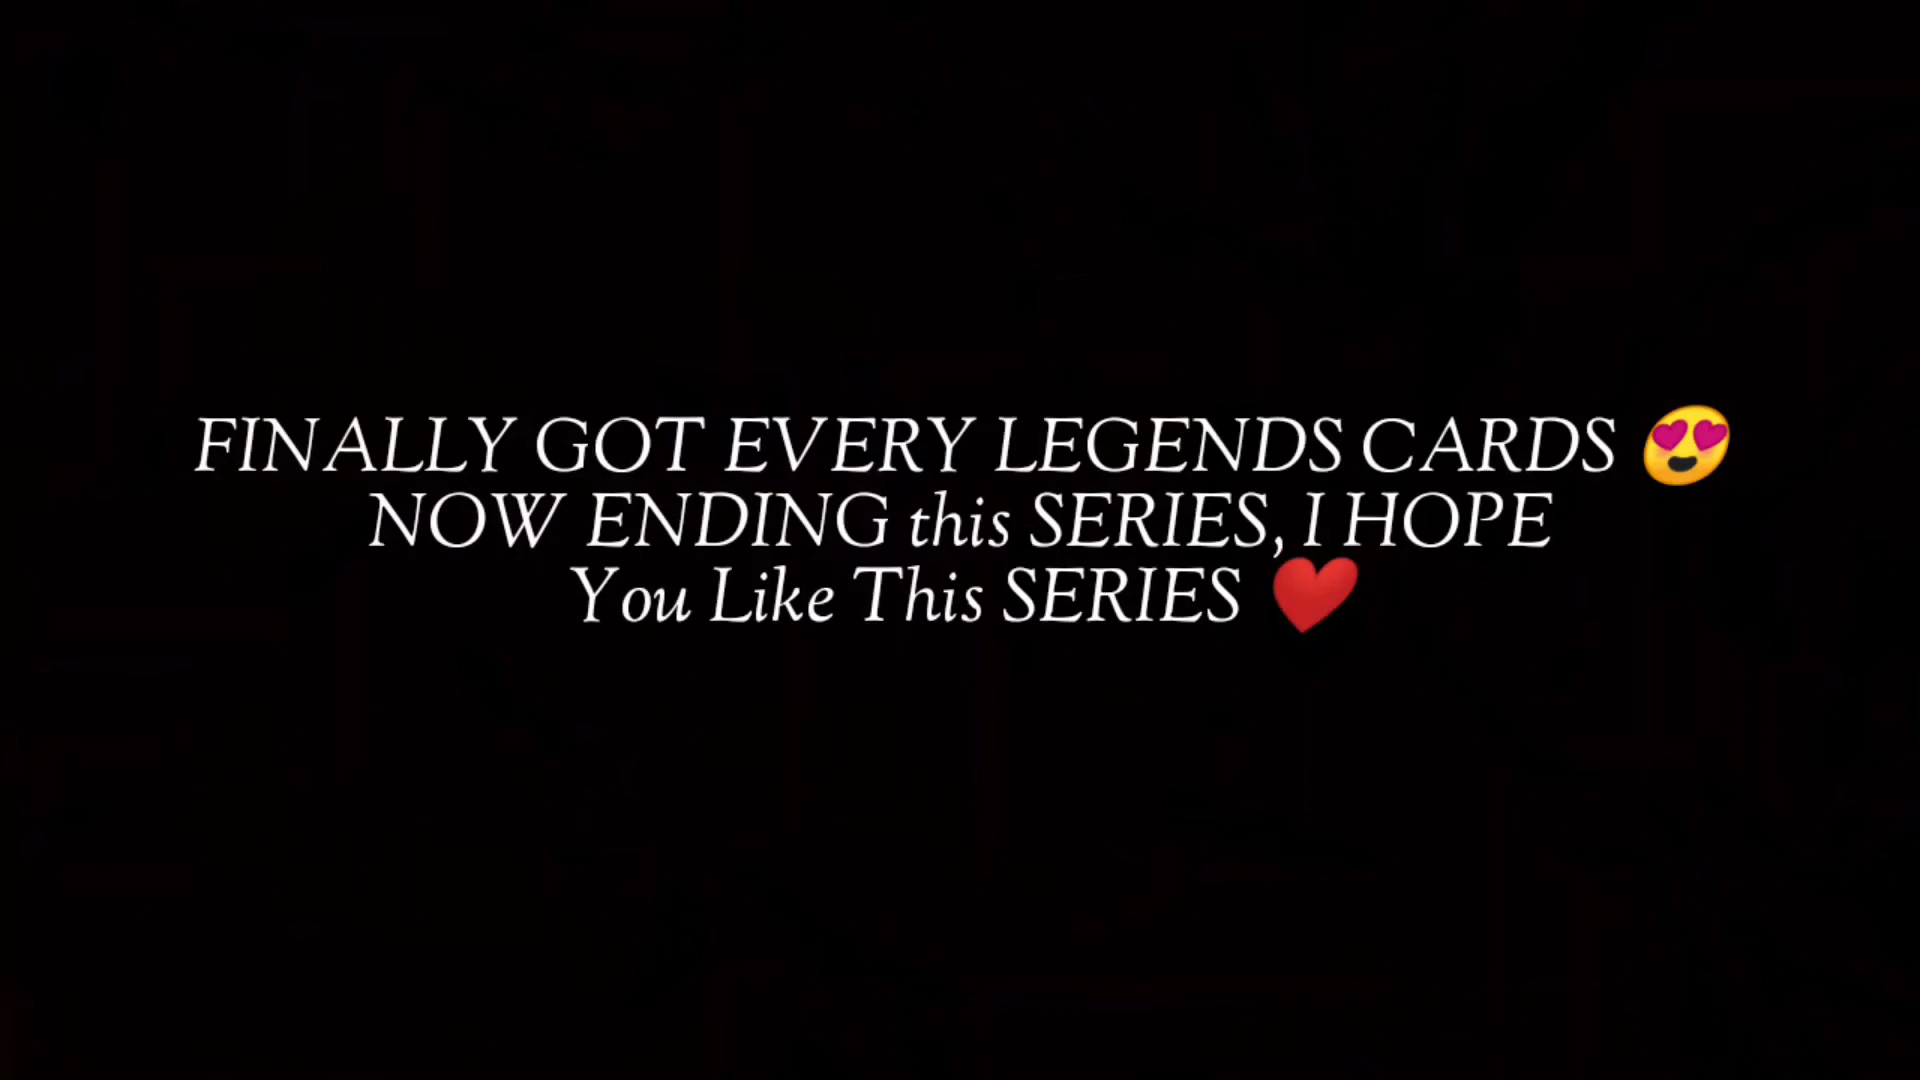 FINALLY GOT EVERY LEGENDS CARDS 😍
NOW ENDING this SERIES, I HOPE
You Like This SERIES ❤️